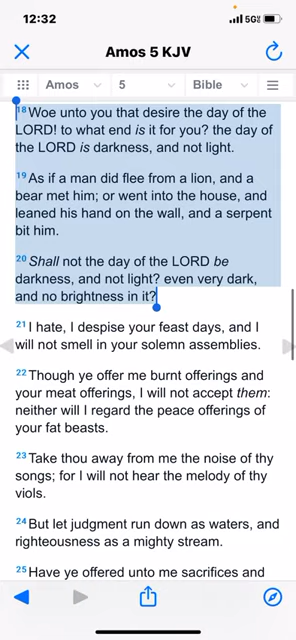 12:32
5G
Amos 5 KJV
Amos
5
Bible
18 Woe unto you that desire the day of the
LORD! to what end is it for you? the day of
the LORD is darkness, and not light.
19 As if a man did flee from a lion, and a
bear met him; or went into the house, and
leaned his hand on the wall, and a serpent
bit him.
20 Shall not the day of the LORD be
darkness, and not light? even very dark,
and no brightness in it?
21 I hate, I despise your feast days, and I
will not smell in your solemn assemblies.
22 Though ye offer me burnt offerings and
your meat offerings, I will not accept them:
neither will I regard the peace offerings of
your fat beasts.
23 Take thou away from me the noise of thy
songs; for I will not hear the melody of thy
viols.
24 But let judgment run down as waters, and
righteousness as a mighty stream.
25 Have ye offered unto me sacrifices and